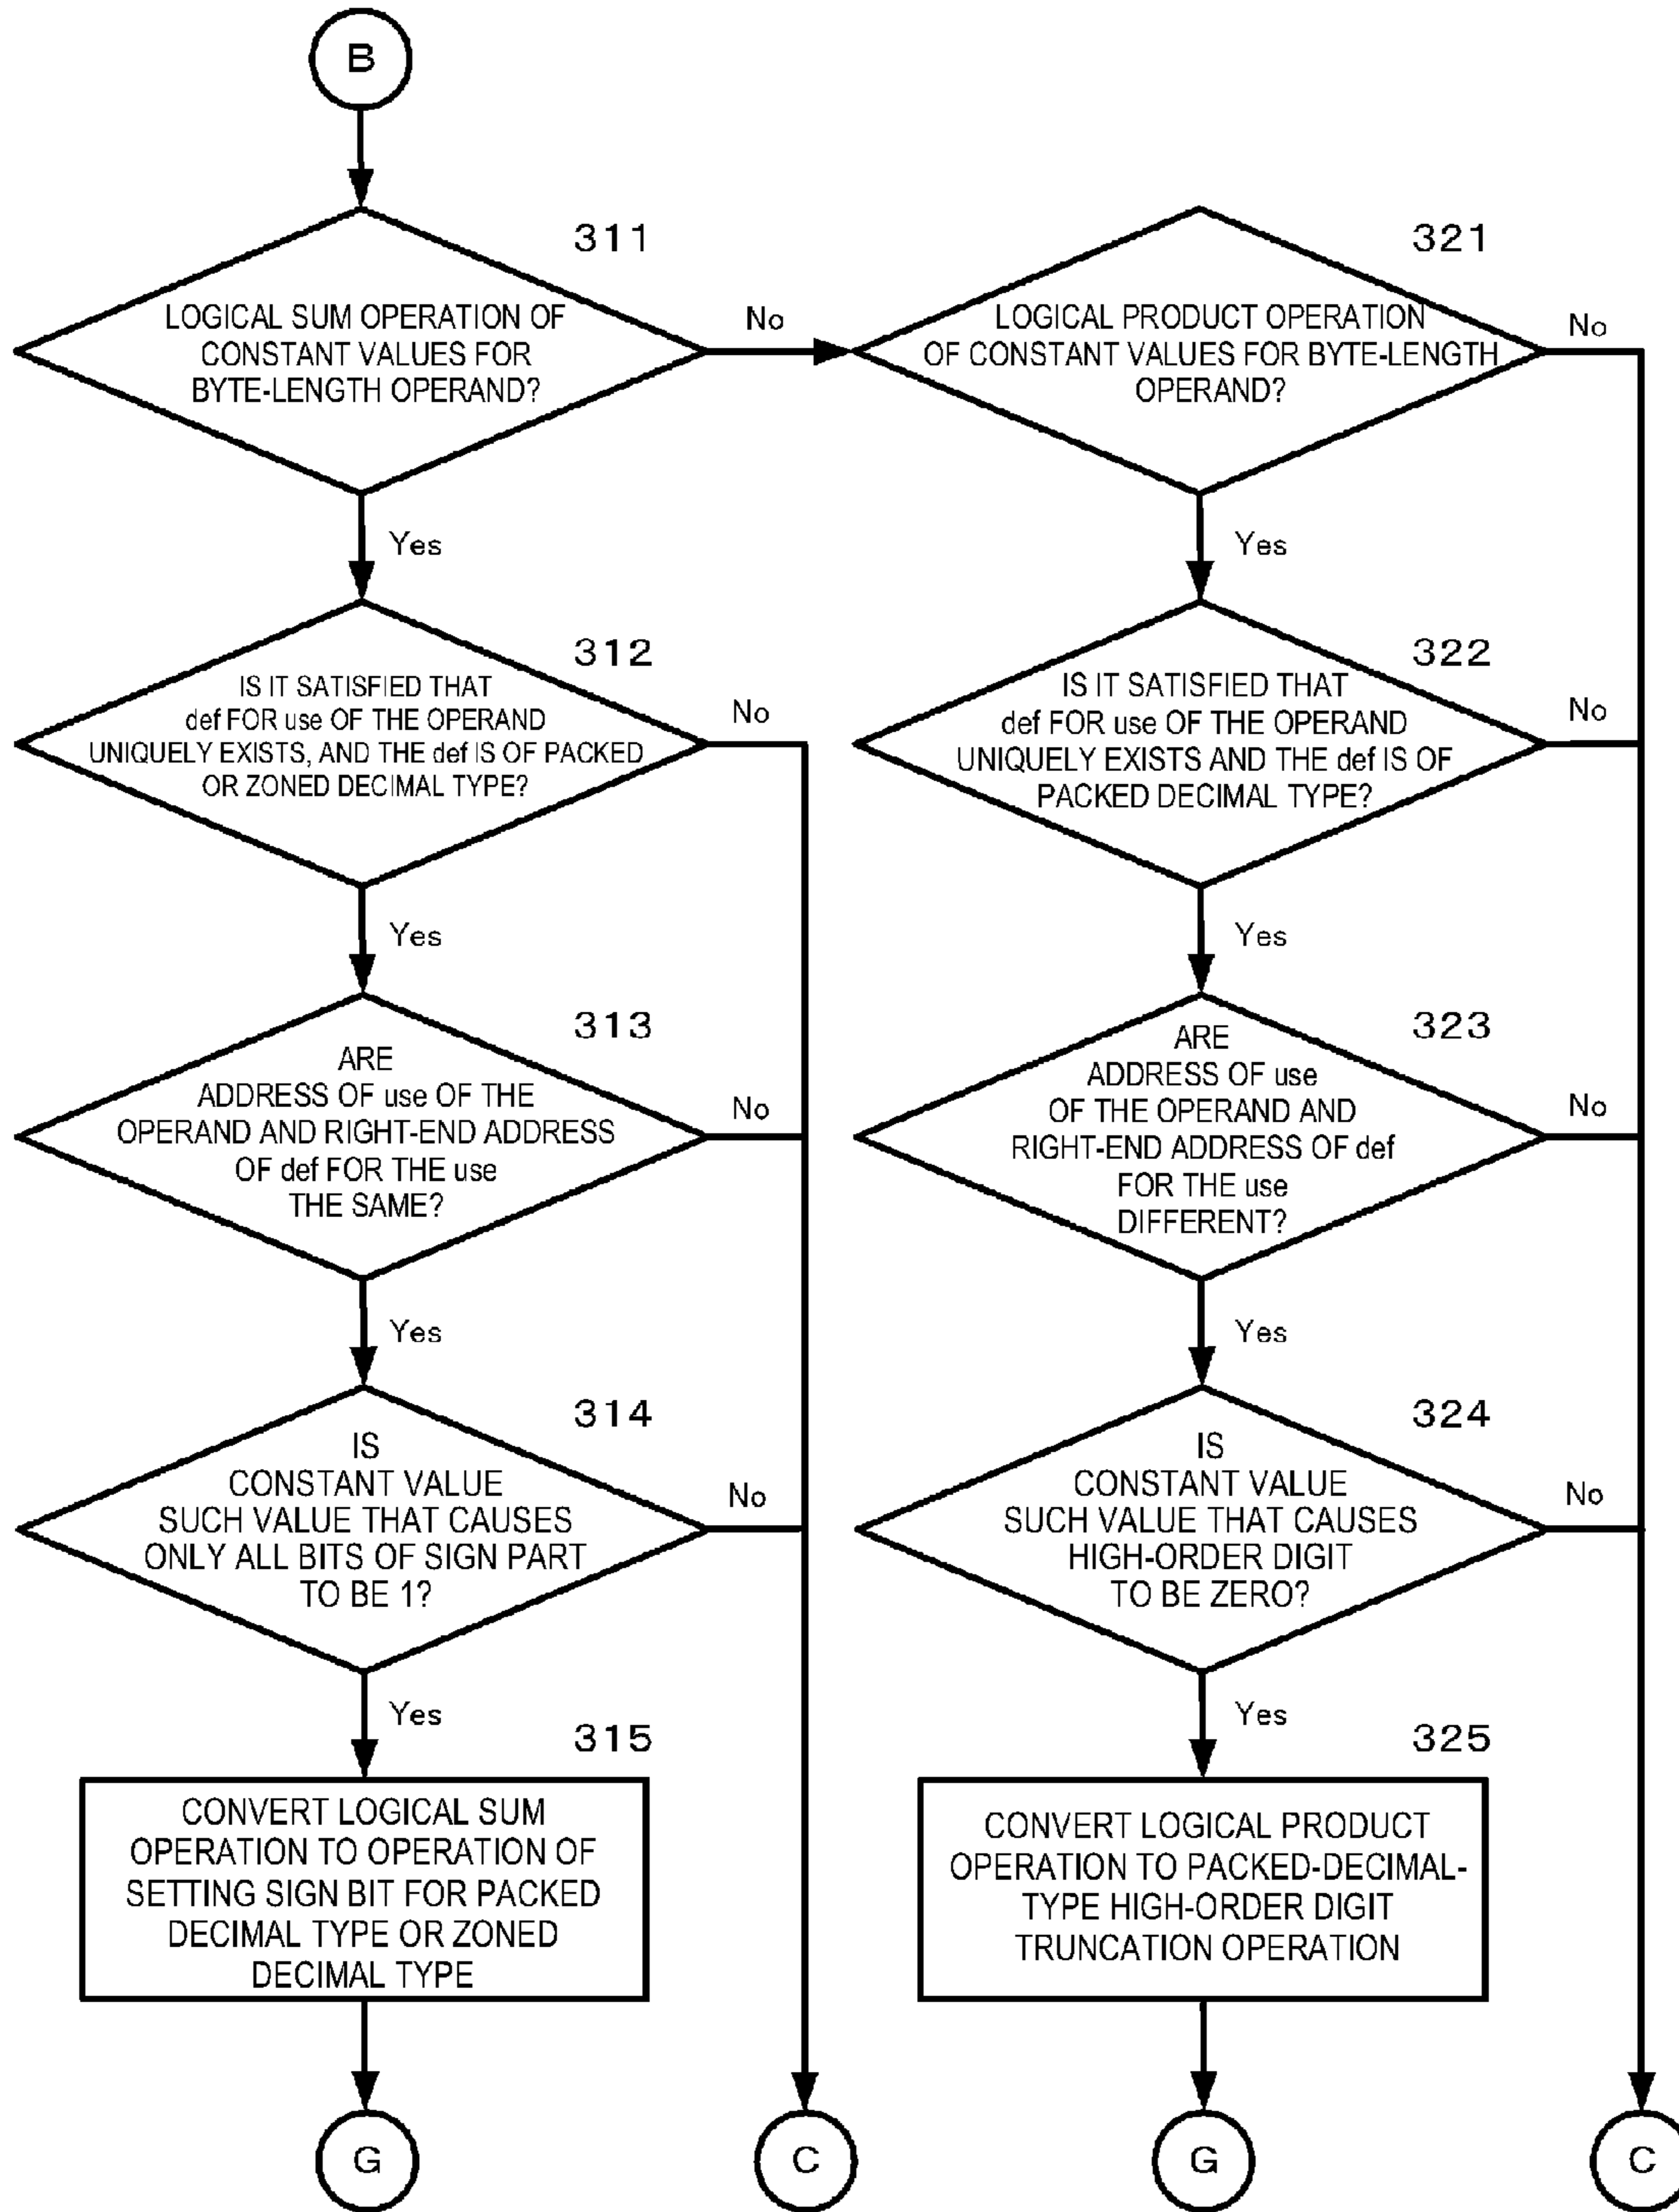 B
311
LOGICAL SUM OPERATION OF
CONSTANT VALUES FOR
BYTE-LENGTH OPERAND?
No
Yes
321
LOGICAL PRODUCT OPERATION
OF CONSTANT VALUES FOR BYTE-LENGTH
OPERAND?
No
Yes
312
IS IT SATISFIED THAT
def FOR use OF THE OPERAND
UNIQUELY EXISTS, AND THE def IS OF PACKED
OR ZONED DECIMAL TYPE?
No
Yes
322
IS IT SATISFIED THAT
def FOR use OF THE OPERAND
UNIQUELY EXISTS AND THE def IS OF
PACKED DECIMAL TYPE?
No
Yes
313
ARE
ADDRESS OF use OF THE
OPERAND AND RIGHT-END ADDRESS
OF def FOR THE use
THE SAME?
No
Yes
323
ARE
ADDRESS OF use
OF THE OPERAND AND
RIGHT-END ADDRESS OF def
FOR THE use
DIFFERENT?
No
Yes
314
IS
CONSTANT VALUE
SUCH VALUE THAT CAUSES
ONLY ALL BITS OF SIGN PART
TO BE 1?
No
Yes
324
IS
CONSTANT VALUE
SUCH VALUE THAT CAUSES
HIGH-ORDER DIGIT
TO BE ZERO?
No
Yes
315
CONVERT LOGICAL SUM
OPERATION TO OPERATION OF
SETTING SIGN BIT FOR PACKED
DECIMAL TYPE OR ZONED
DECIMAL TYPE
325
CONVERT LOGICAL PRODUCT
OPERATION TO PACKED-DECIMAL-
TYPE HIGH-ORDER DIGIT
TRUNCATION OPERATION
G
C
G
C